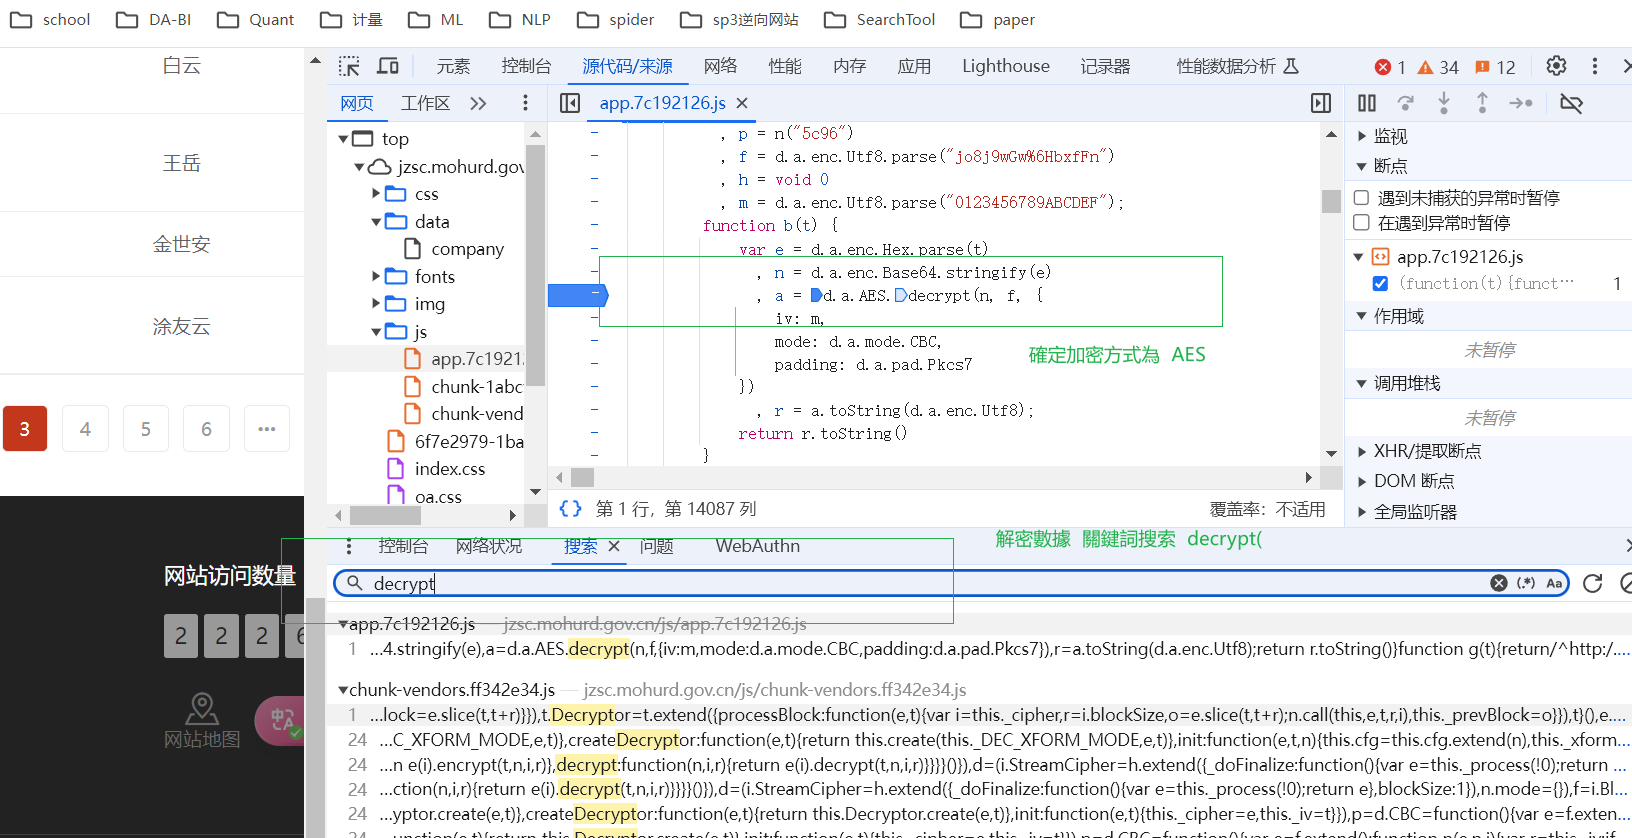 school DA-BI Quant 计量 ML NLP spider sp3逆向网站 SearchTool paper
白云
王岳
金世安
涂友云
3 4 5 6 •••
网站访问数量
2 2 2 6
网站地图
中A
元素 控制台 源代码/来源 网络 性能 内存 应用 Lighthouse 记录器 性能数据分析 1 34 12
网页 工作区
top
jzsc.mohurd.gov
css
data
company
fonts
img
js
app.7c1921
chunk-1abc
chunk-vend
6f7e2979-1ba
index.css
oa.css
app.7c192126.js
, p = n("5c96")
, f = d.a.enc.Utf8.parse("jo8j9wGw%6HbxfFn")
, h = void 0
, m = d.a.enc.Utf8.parse("0123456789ABCDEF");
function b(t) {
var e = d.a.enc.Hex.parse(t)
, n = d.a.enc.Base64.stringify(e)
, a = d.a.AES.decrypt(n, f, {
iv: m,
mode: d.a.mode.CBC,
padding: d.a.pad.Pkcs7
})
, r = a.toString(d.a.enc.Utf8);
return r.toString()
}
確定加密方式為 AES
{} 第 1 行，第 14087 列 覆盖率：不适用
监视
断点
遇到未捕获的异常时暂停
在遇到异常时暂停
app.7c192126.js
(function(t){funct… 1
作用域
未暂停
调用堆栈
未暂停
XHR/提取断点
DOM 断点
全局监听器
控制台 网络状况 搜索 问题 WebAuthn
解密數據 關鍵詞搜索 decrypt(
decrypt (.*) Aa
app.7c192126.js — jzsc.mohurd.gov.cn/js/app.7c192126.js
1 …4.stringify(e),a=d.a.AES.decrypt(n,f,{iv:m,mode:d.a.mode.CBC,padding:d.a.pad.Pkcs7}),r=a.toString(d.a.enc.Utf8);return r.toString()}function g(t){return/^http:/.…
chunk-vendors.ff342e34.js — jzsc.mohurd.gov.cn/js/chunk-vendors.ff342e34.js
1 …lock=e.slice(t,t+r)}}),t.Decryptor=t.extend({processBlock:function(e,t){var i=this._cipher,r=i.blockSize,o=e.slice(t,t+r);n.call(this,e,t,r,i),this._prevBlock=o}}),t}(),e.…
24 …C_XFORM_MODE,e,t)},createDecryptor:function(e,t){return this.create(this._DEC_XFORM_MODE,e,t)},init:function(e,t,n){this.cfg=this.cfg.extend(n),this._xform…
24 …n e(i).encrypt(t,n,i,r)},decrypt:function(n,i,r){return e(i).decrypt(t,n,i,r)}}}}()}),d=(i.StreamCipher=h.extend({_doFinalize:function(){var e=this._process(!0);return …
24 …ction(n,i,r){return e(i).decrypt(t,n,i,r)}}}}()}),d=(i.StreamCipher=h.extend({_doFinalize:function(){var e=this._process(!0);return e},blockSize:1}),n.mode={}),f=i.Bl…
24 …yptor.create(e,t)},createDecryptor:function(e,t){return this.Decryptor.create(e,t)},init:function(e,t){this._cipher=e,this._iv=t}}),p=d.CBC=function(){var e=f.exten…